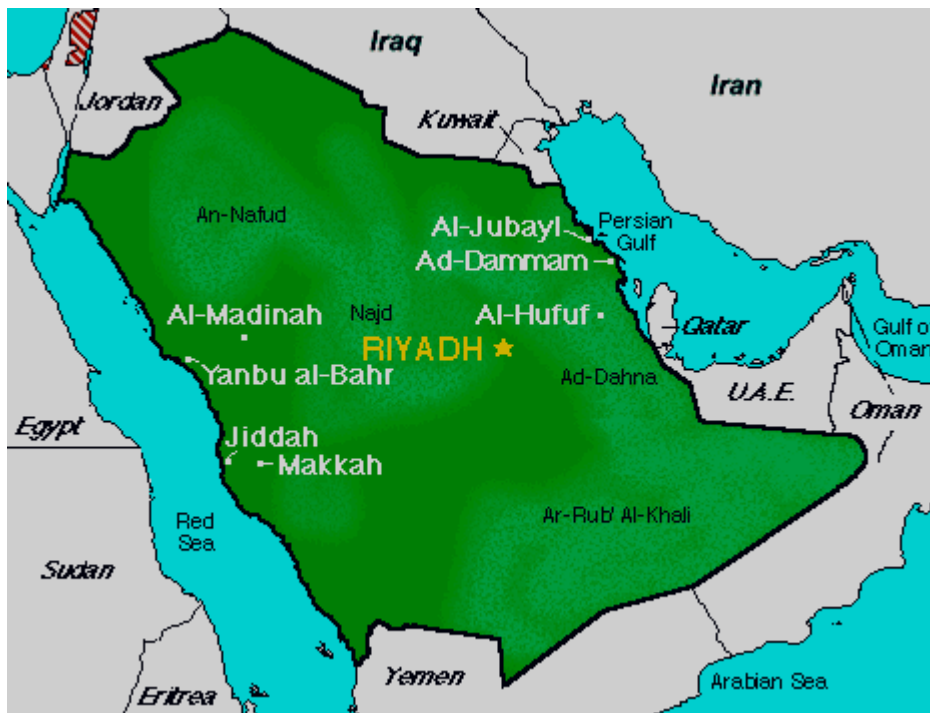 Iraq
Iran
Jordan
Kuwait
An-Nafud
Al-Jubayl
Persian
Gulf
Ad-Dammam
Al-Madinah
Najd
Al-Hufuf
Qatar
Gulf o
Oman
RIYADH
Yanbu al-Bahr
Ad-Dahna
U.A.E.
Oman
Egypt
Jiddah
Makkah
Red
Sea
Ar-Rub' Al-Khali
Sudan
Yemen
Arabian Sea
Eritrea